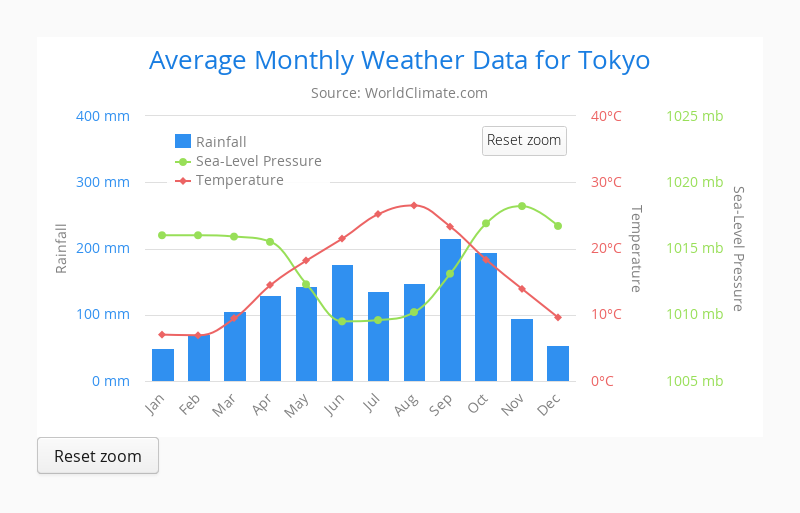 Average Monthly Weather Data for Tokyo
Source: WorldClimate.com
400 mm
300 mm
200 mm
100 mm
0 mm
Rainfall
Rainfall
Sea-Level Pressure
Temperature
Reset zoom
40°C
30°C
20°C
10°C
0°C
Temperature
1025 mb
1020 mb
1015 mb
1010 mb
1005 mb
Sea-Level Pressure
Jan
Feb
Mar
Apr
May
Jun
Jul
Aug
Sep
Oct
Nov
Dec
Reset zoom